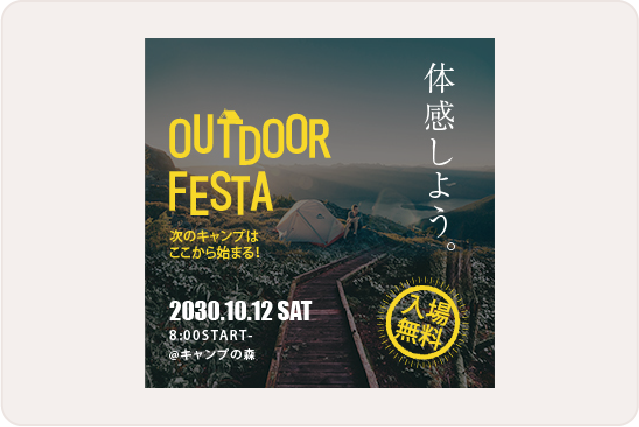 体感しよう。
OUTDOOR
FESTA
次のキャンプは
ここから始まる!
2030.10.12 SAT
8:00START-
@キャンプの森
入場
無料